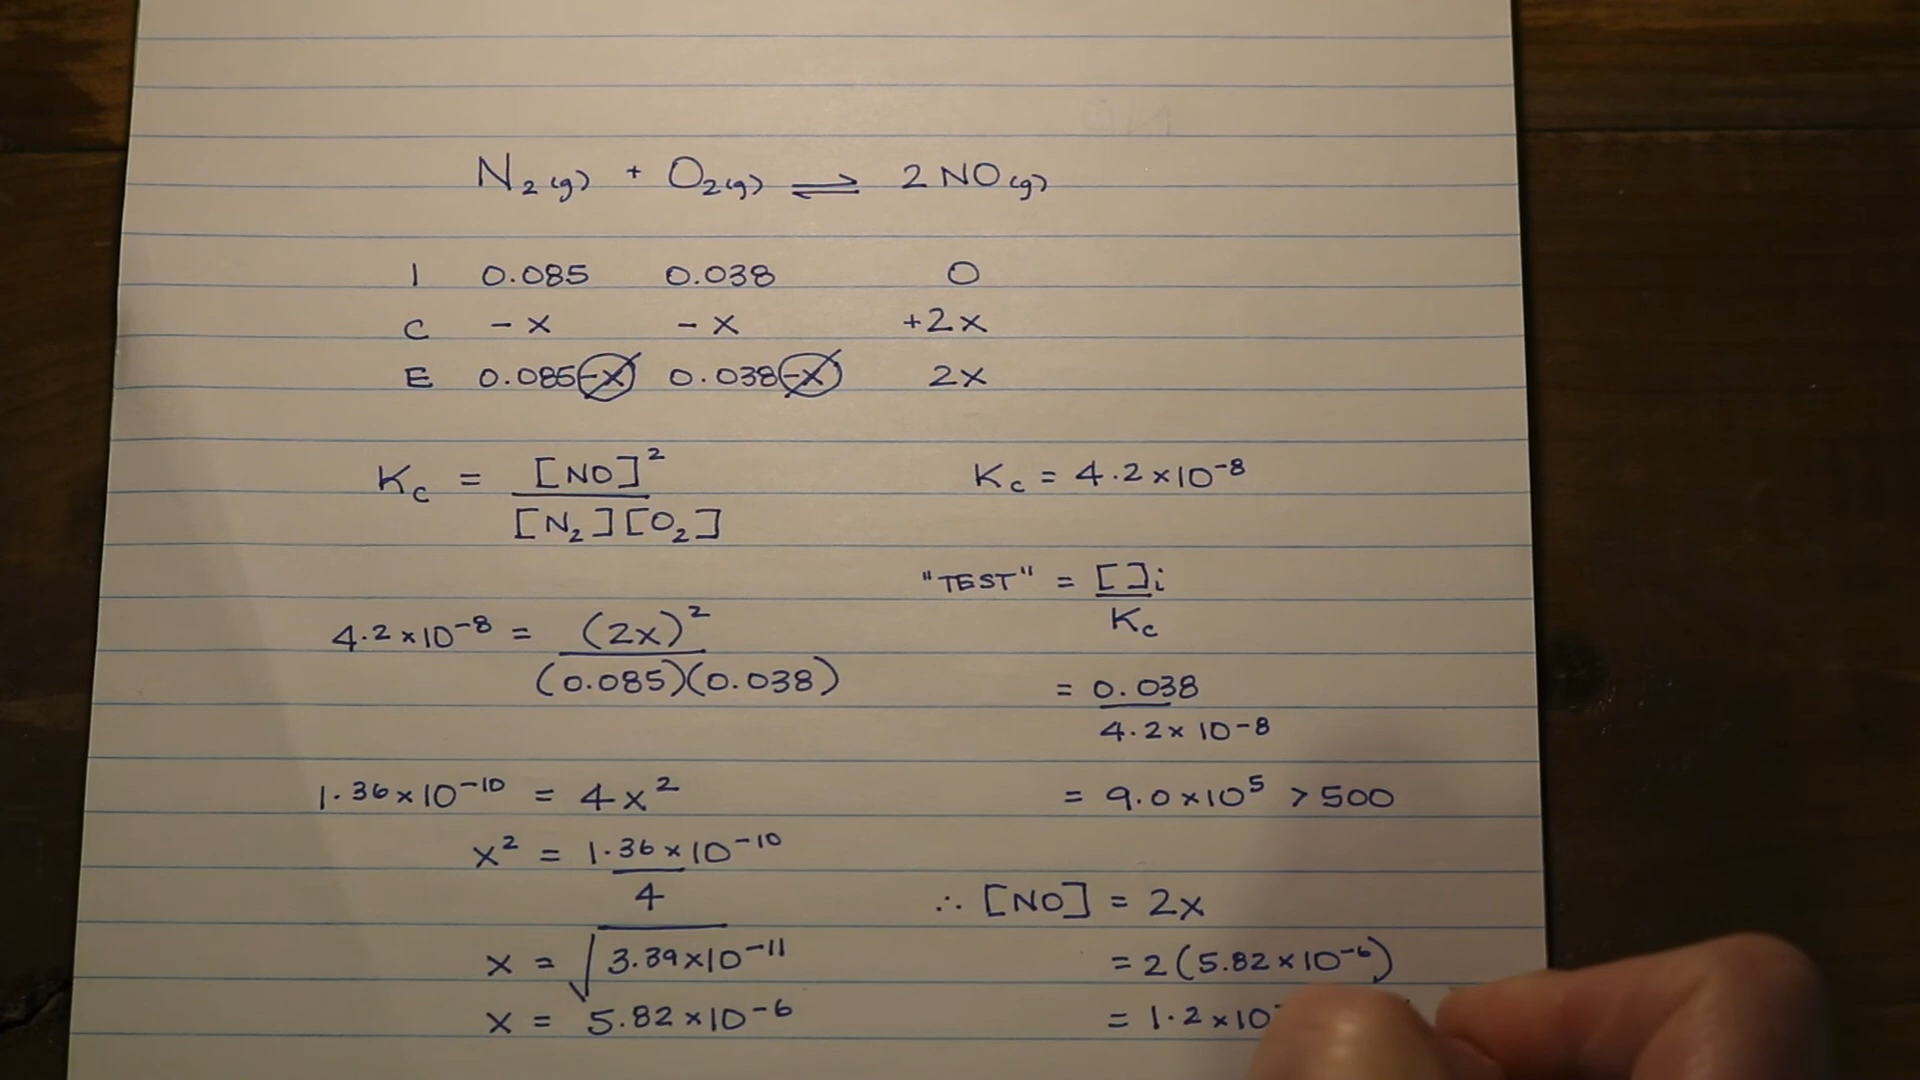 N₂(g) + O₂(g) ⇌ 2 NO(g)
I 0.085 0.038 0
C - x - x +2x
E 0.085-x 0.038-x 2x
Kc = [NO]² / [N₂][O₂]
Kc = 4.2 x 10⁻⁸
"TEST" = [ ]i / Kc
4.2 x 10⁻⁸ = (2x)² / (0.085)(0.038)
= 0.038 / 4.2 x 10⁻⁸
1.36 x 10⁻¹⁰ = 4x²
= 9.0 x 10⁵ > 500
x² = 1.36 x 10⁻¹⁰ / 4
∴ [NO] = 2x
x = √3.39 x 10⁻¹¹
= 2 (5.82 x 10⁻⁶)
x = 5.82 x 10⁻⁶
= 1.2 x 10